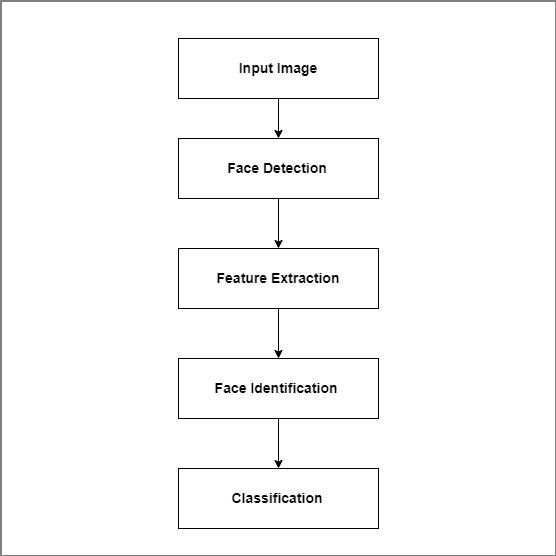 Input Image
Face Detection
Feature Extraction
Face Identification
Classification